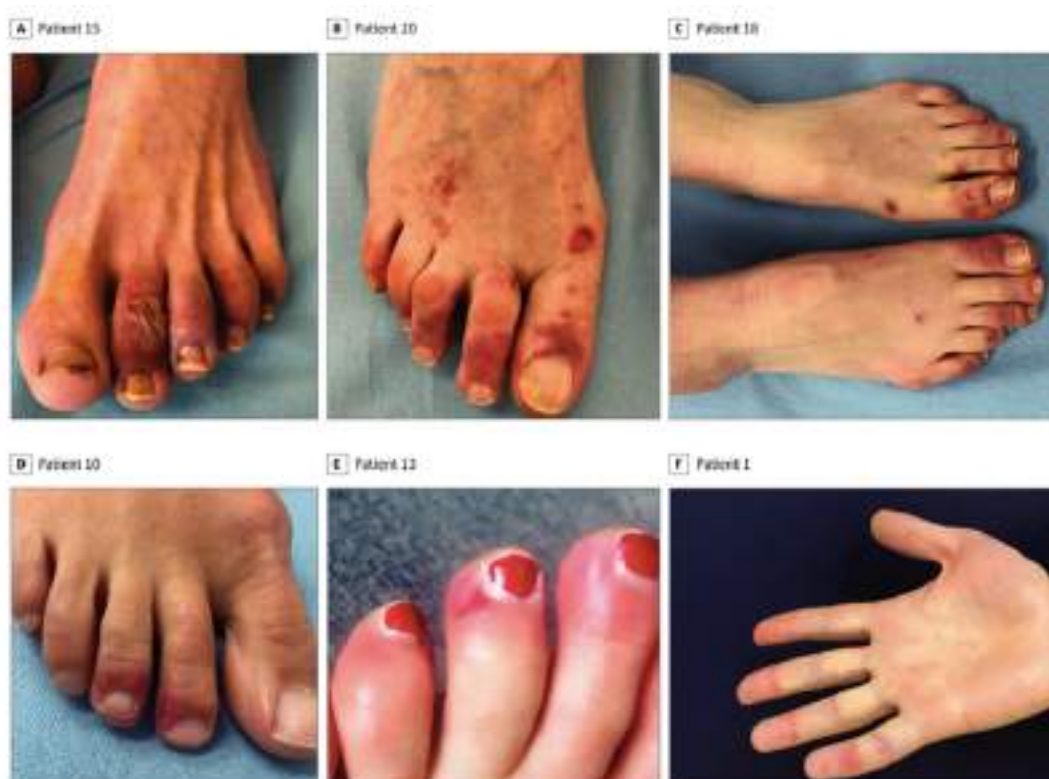 A Patient 15
B Patient 20
C Patient 18
D Patient 10
E Patient 12
F Patient 1